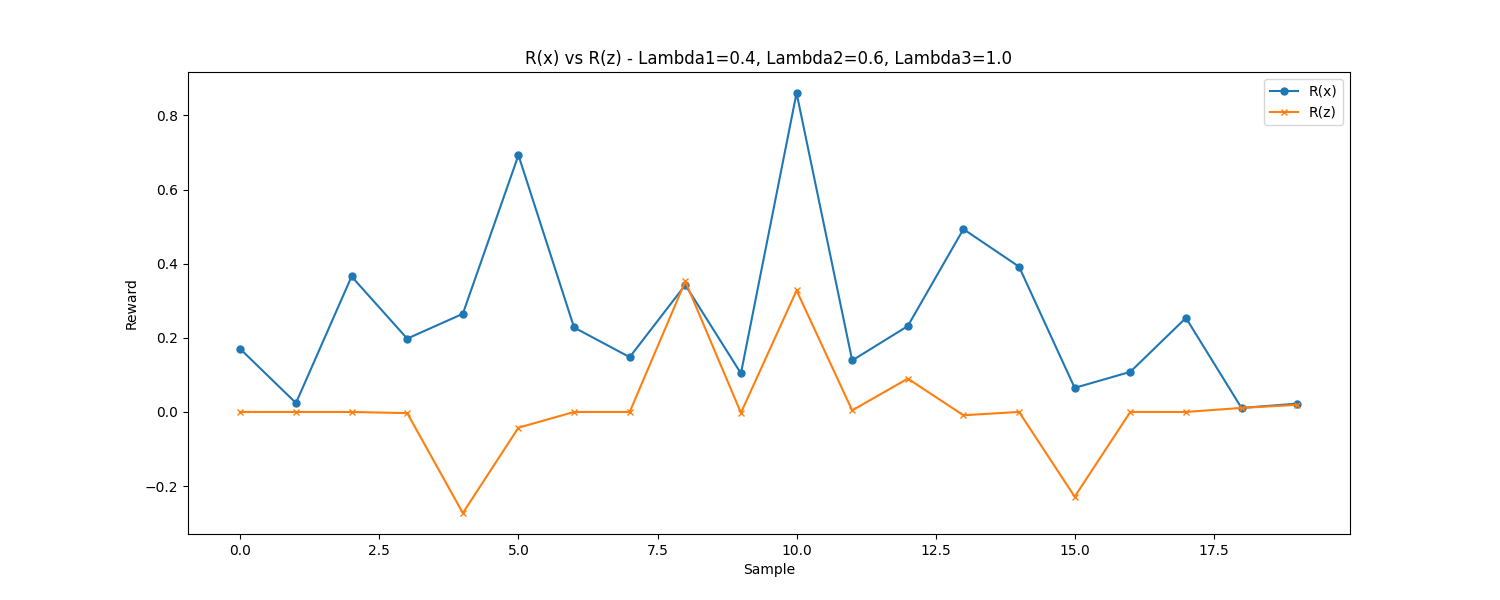 R(x) vs R(z) - Lambda1=0.4, Lambda2=0.6, Lambda3=1.0
R(x)
R(z)
Reward
0.8
0.6
0.4
0.2
0.0
−0.2
0.0 2.5 5.0 7.5 10.0 12.5 15.0 17.5
Sample